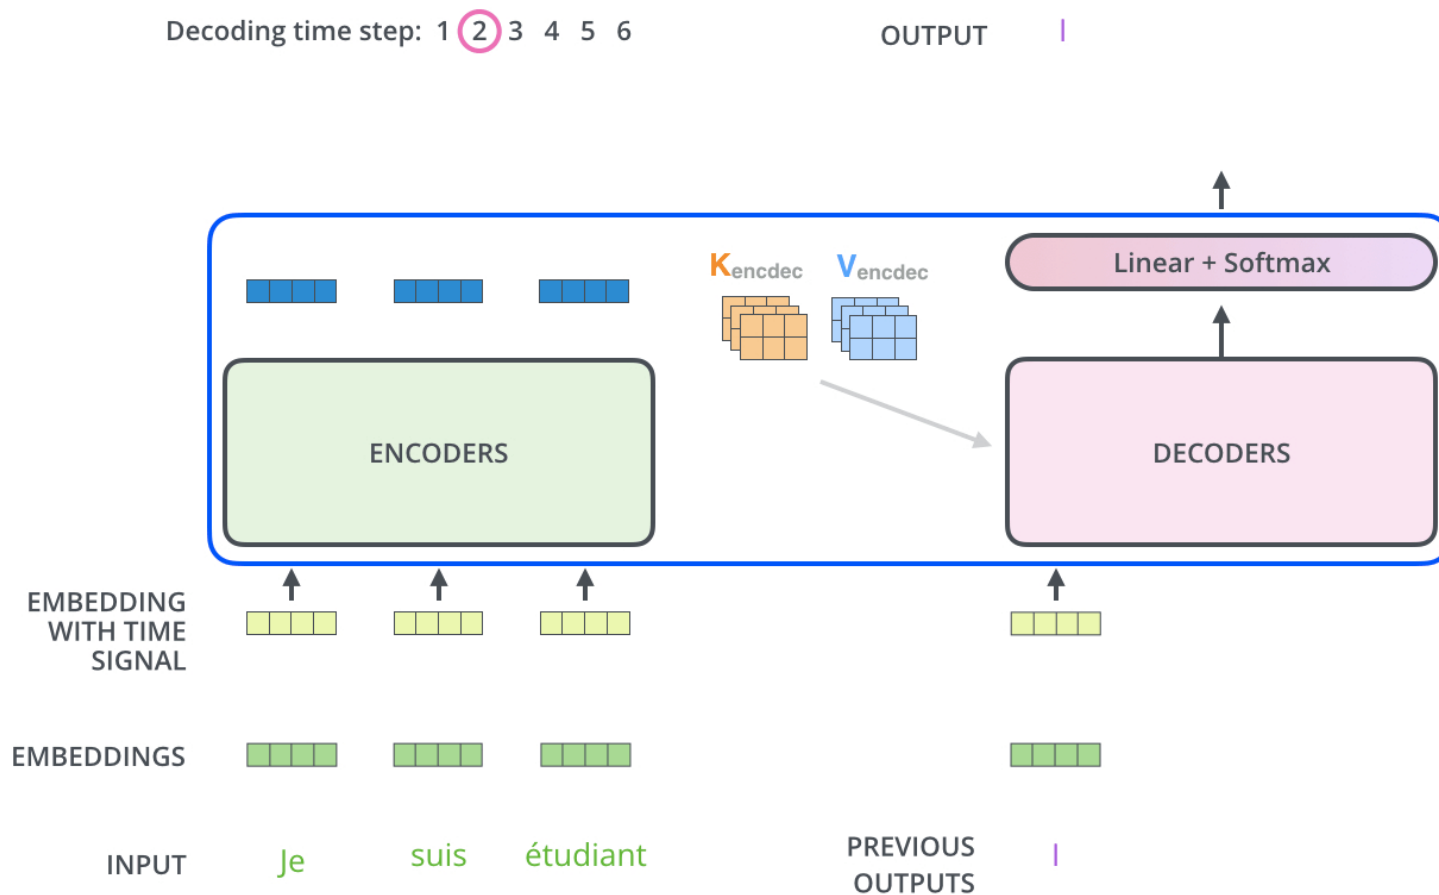 Decoding time step: 1 2 3 4 5 6
OUTPUT I
Kencdec Vencdec
Linear + Softmax
ENCODERS
DECODERS
EMBEDDING
WITH TIME
SIGNAL
EMBEDDINGS
INPUT Je suis étudiant
PREVIOUS
OUTPUTS
I